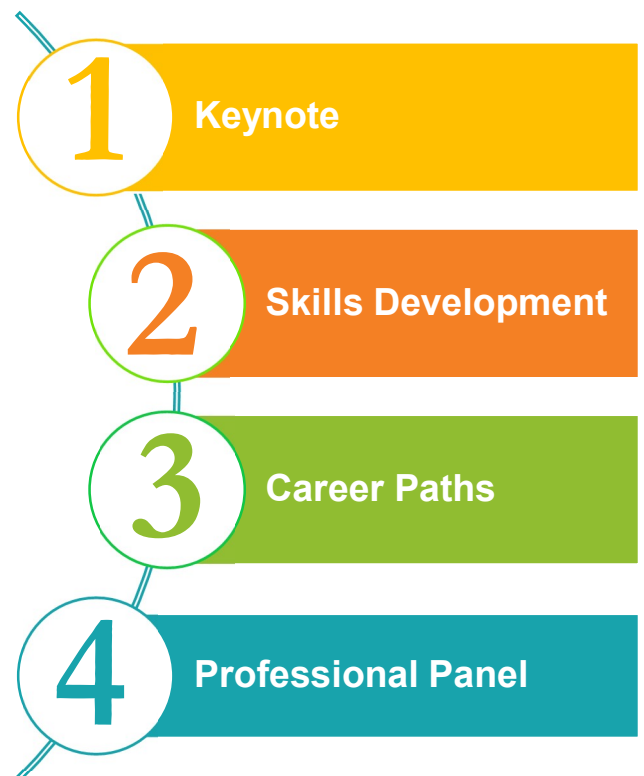 1
Keynote
2
Skills Development
3
Career Paths
4
Professional Panel